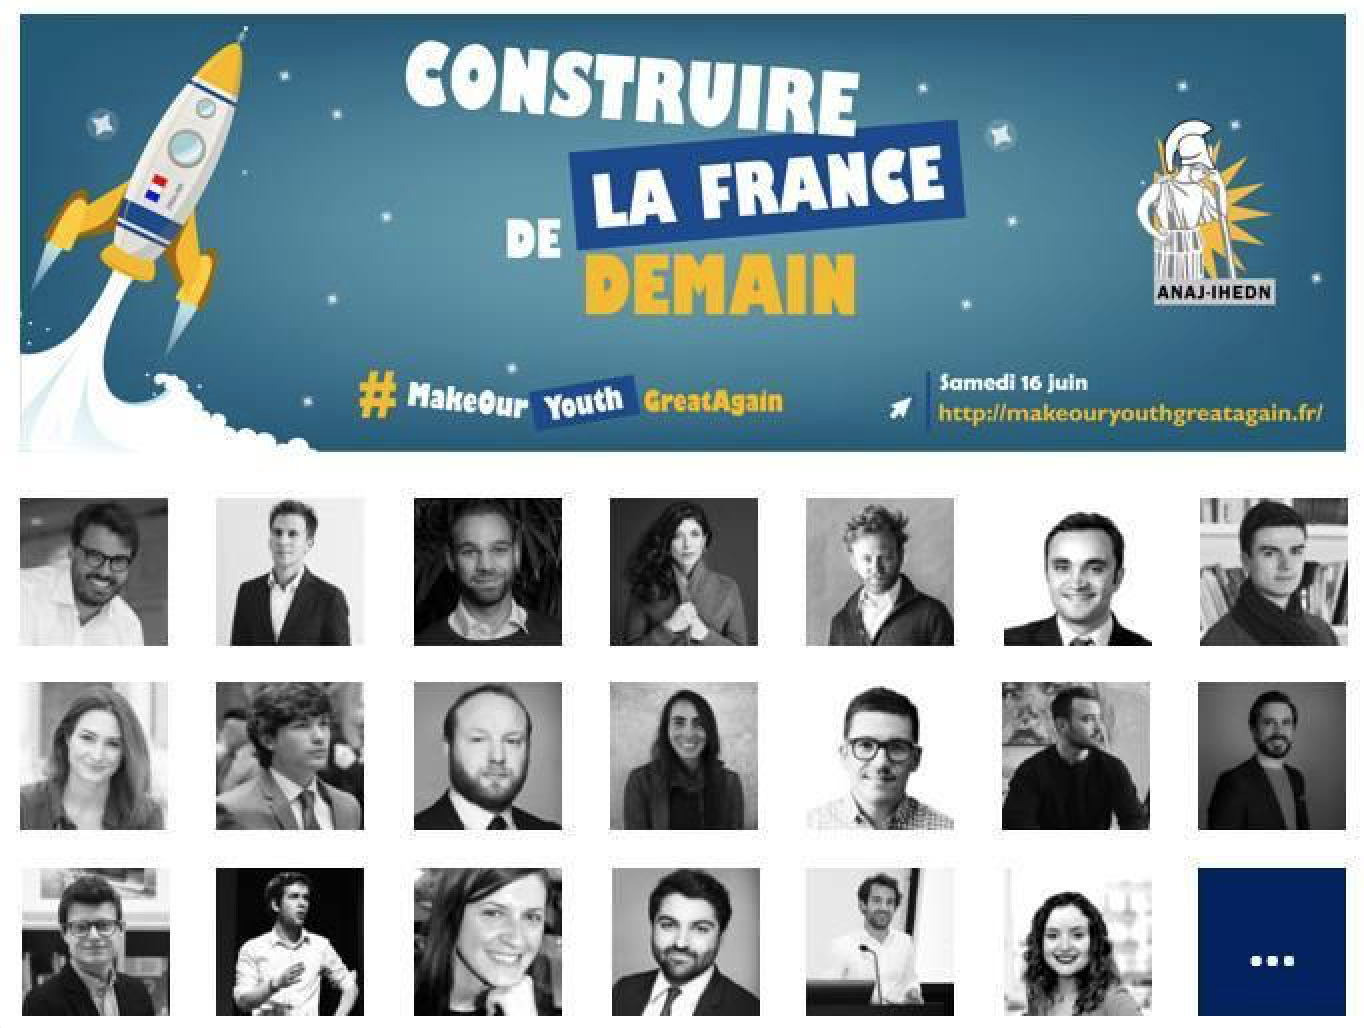 CONSTRUIRE
LA FRANCE
DE
DEMAIN
ANAJ-IHEDN
# MakeOur Youth GreatAgain
Samedi 16 juin
http://makeouryouthgreatagain.fr/
...